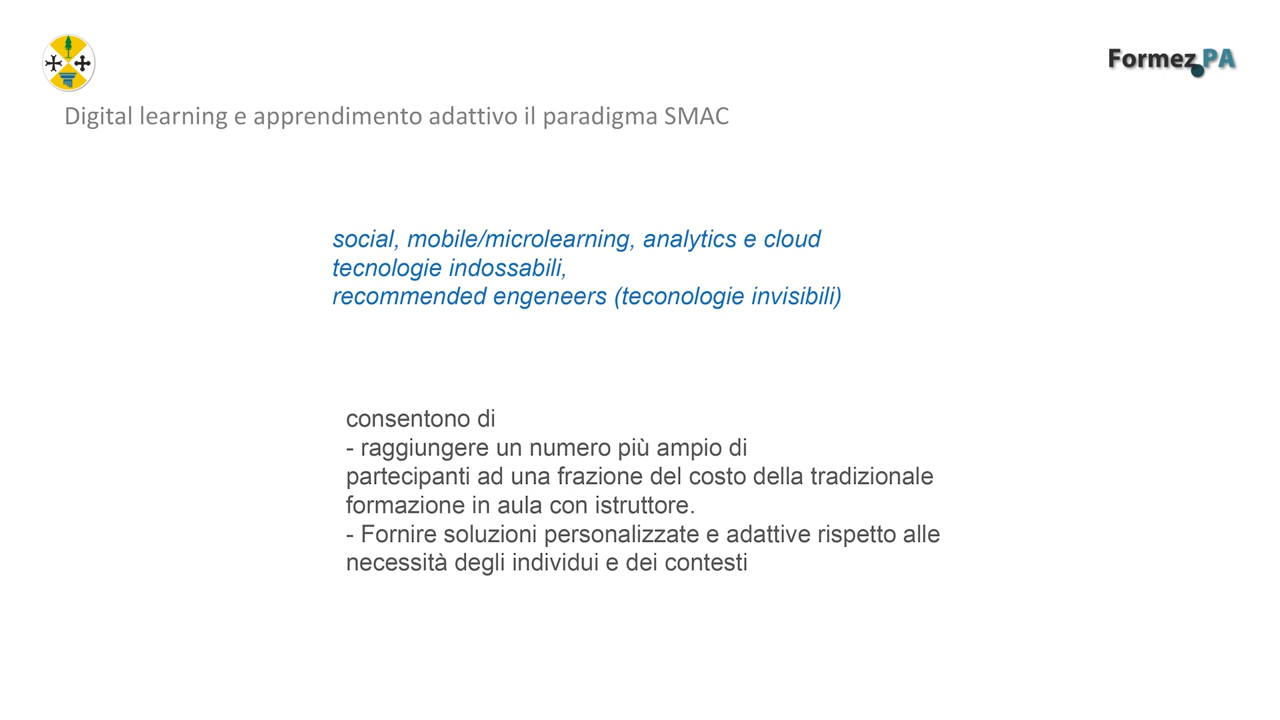 Formez PA
Digital learning e apprendimento adattivo il paradigma SMAC
social, mobile/microlearning, analytics e cloud
tecnologie indossabili,
recommended engeneers (teconologie invisibili)
consentono di
- raggiungere un numero più ampio di
partecipanti ad una frazione del costo della tradizionale
formazione in aula con istruttore.
- Fornire soluzioni personalizzate e adattive rispetto alle
necessità degli individui e dei contesti